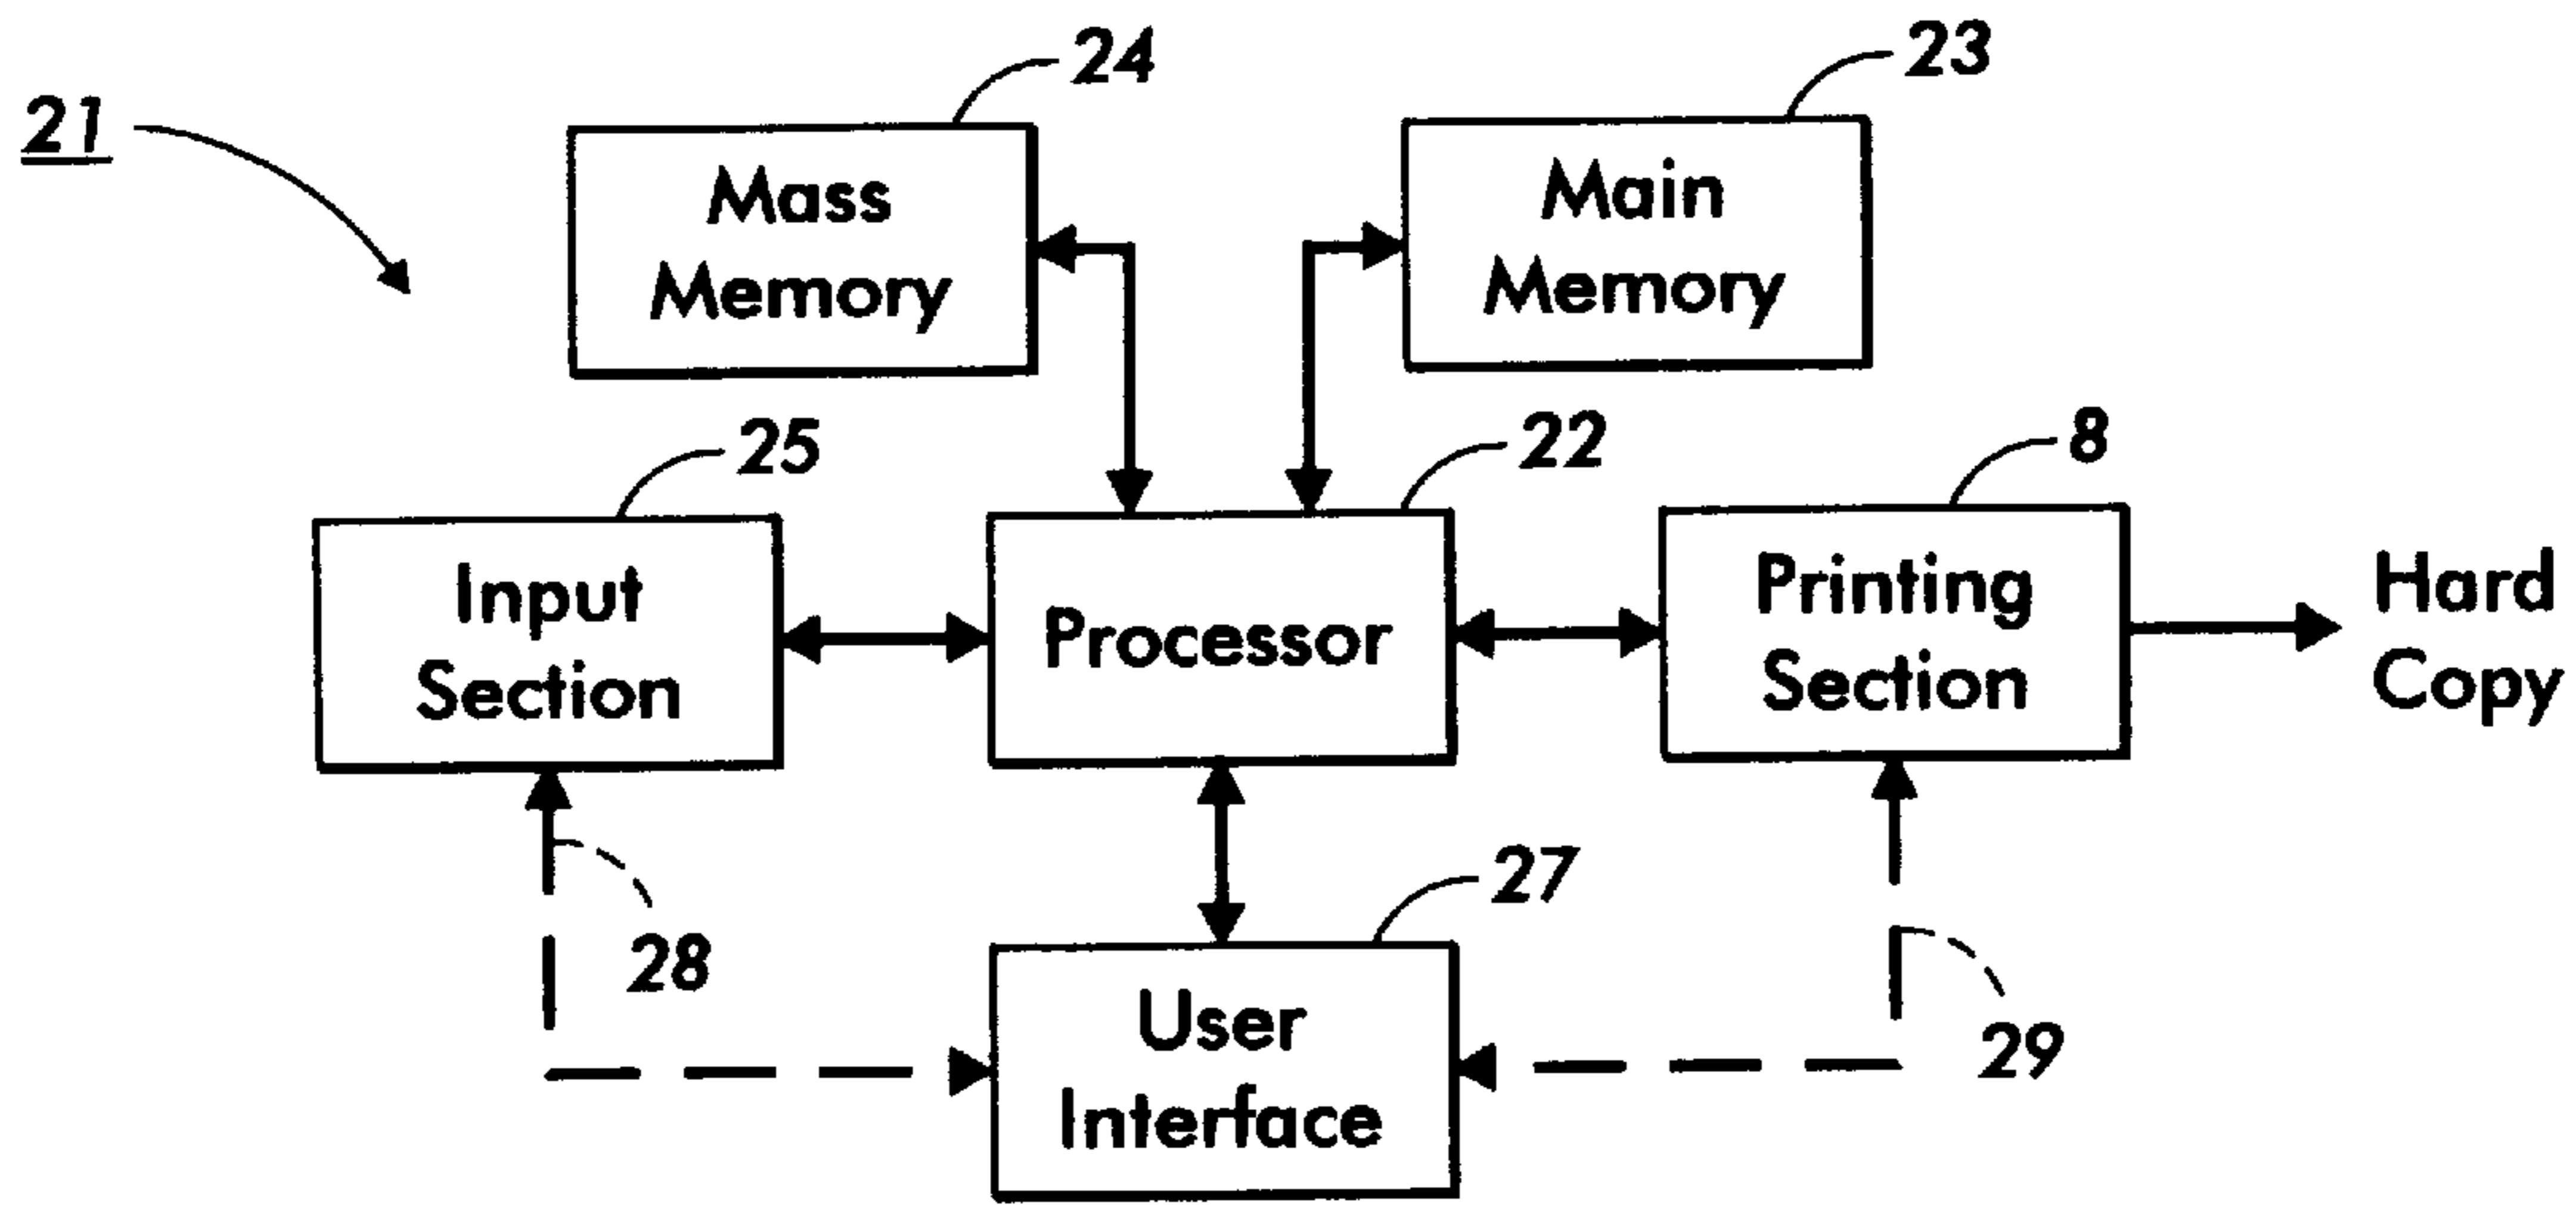 21
24
Mass
Memory
23
Main
Memory
25
Input
Section
22
Processor
8
Printing
Section
Hard
Copy
28
27
User
Interface
29